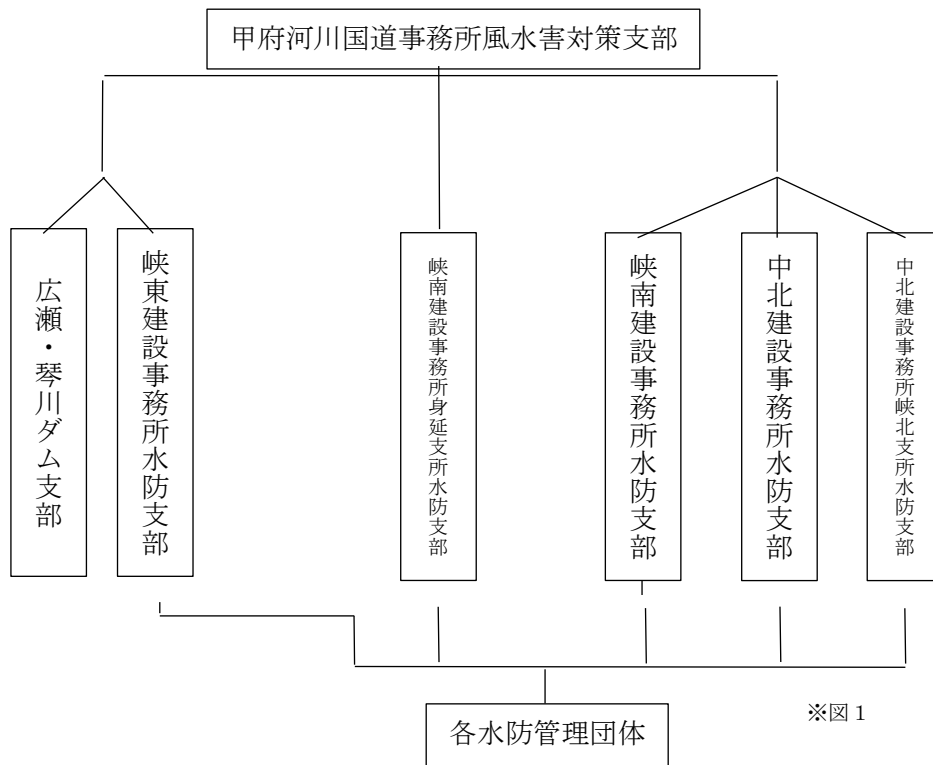 甲府河川国道事務所風水害対策支部
広瀬・琴川ダム支部
峡東建設事務所水防支部
峡南建設事務所身延支所水防支部
峡南建設事務所水防支部
中北建設事務所水防支部
中北建設事務所峡北支所水防支部
各水防管理団体
※図1